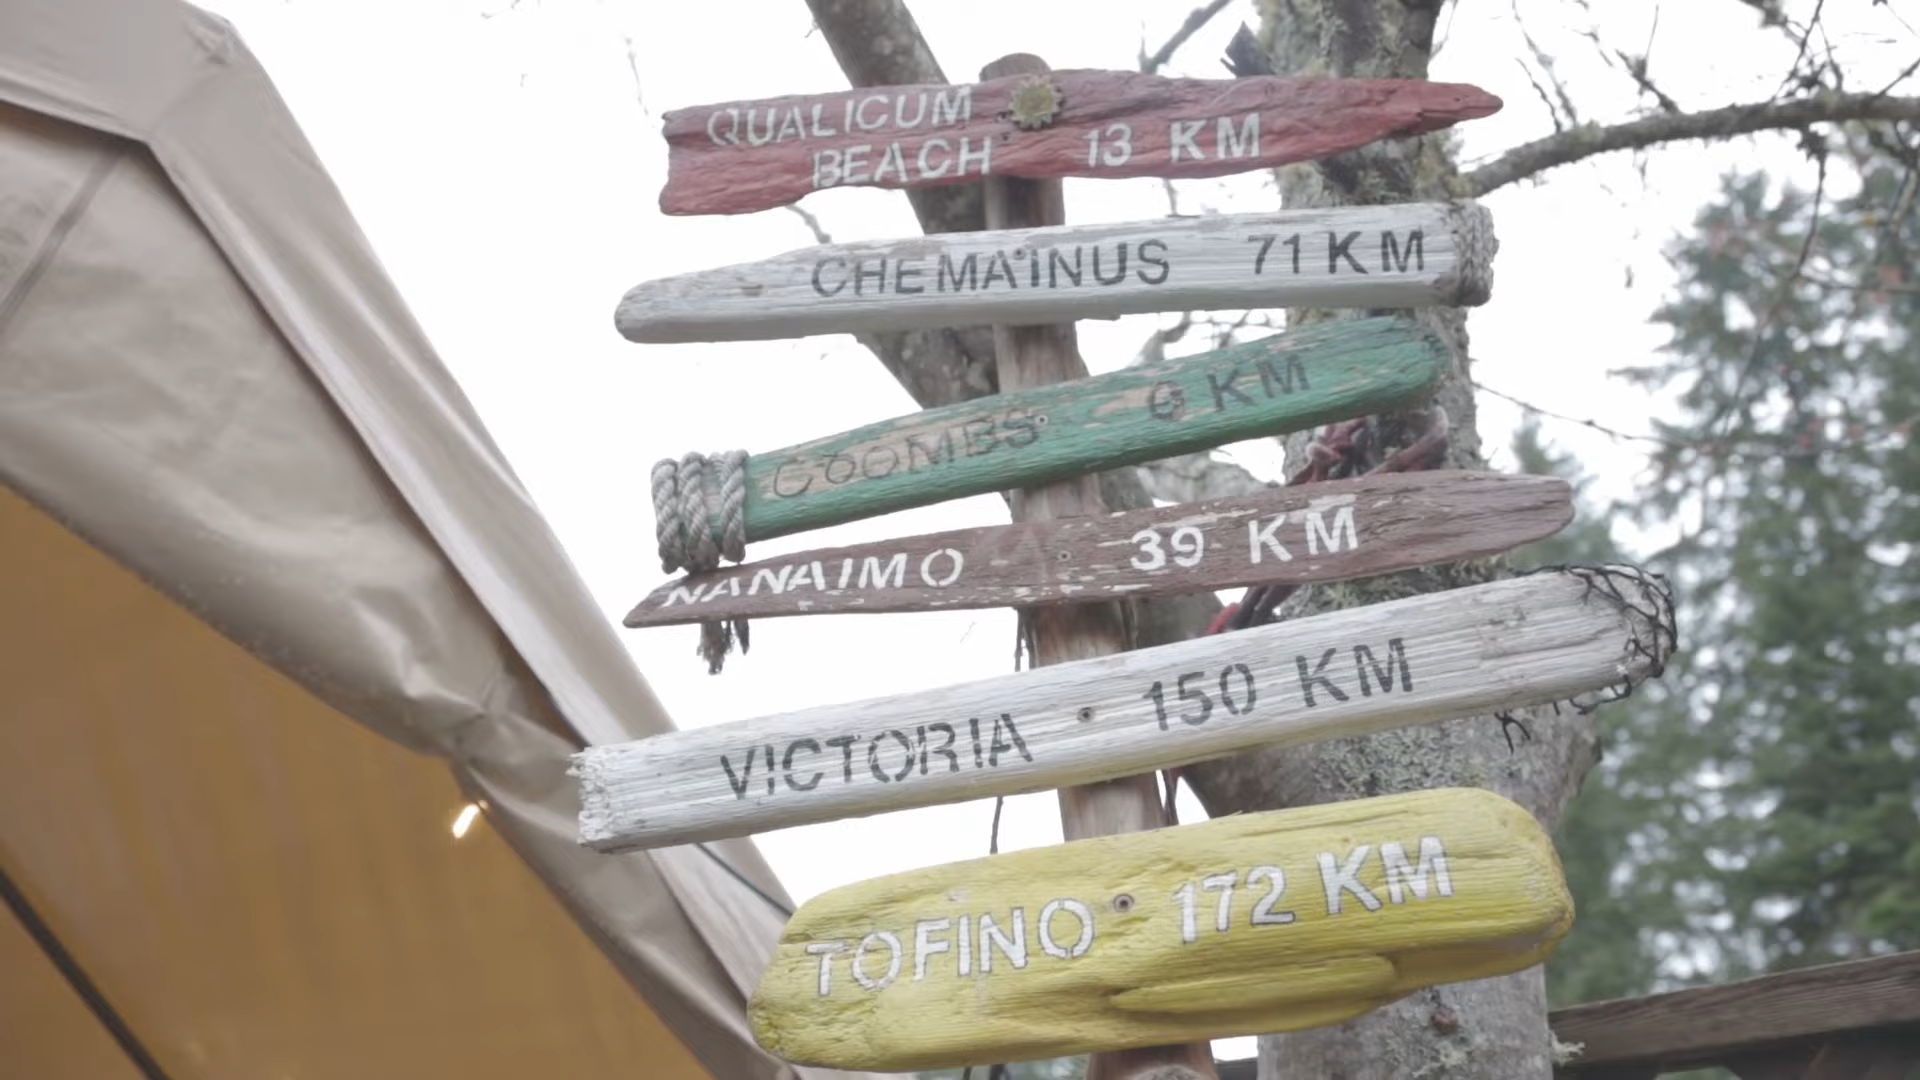 QUALICUM
BEACH 13 KM
CHEMAINUS 71 KM
COOMBS 0 KM
NANAIMO 39 KM
VICTORIA 150 KM
TOFINO 172 KM